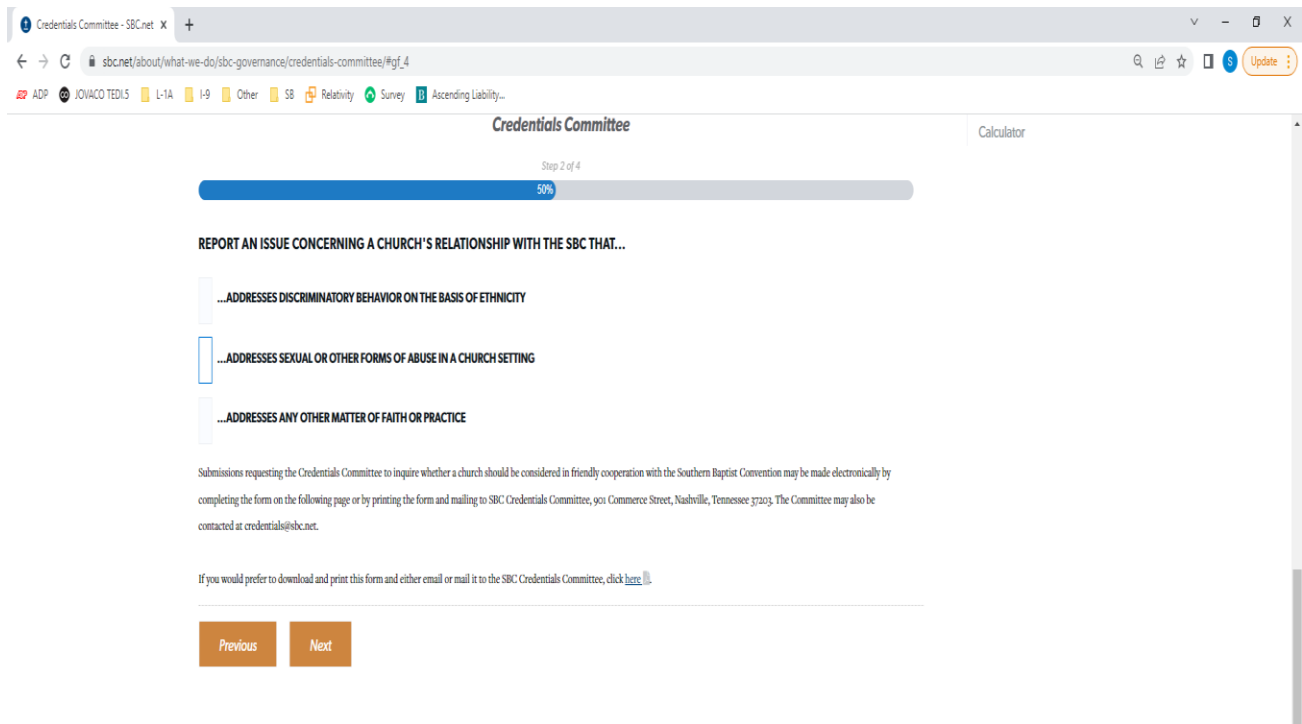 Credentials Committee - SBC.net X +
sbc.net/about/what-we-do/sbc-governance/credentials-committee/#gf_4
S Update
ADP JOVACO TEDI.5 L-1A I-9 Other SB Relativity Survey B Ascending Liability...
Credentials Committee
Calculator
Step 2 of 4
50%
REPORT AN ISSUE CONCERNING A CHURCH'S RELATIONSHIP WITH THE SBC THAT...
...ADDRESSES DISCRIMINATORY BEHAVIOR ON THE BASIS OF ETHNICITY
...ADDRESSES SEXUAL OR OTHER FORMS OF ABUSE IN A CHURCH SETTING
...ADDRESSES ANY OTHER MATTER OF FAITH OR PRACTICE
Submissions requesting the Credentials Committee to inquire whether a church should be considered in friendly cooperation with the Southern Baptist Convention may be made electronically by
completing the form on the following page or by printing the form and mailing to SBC Credentials Committee, 901 Commerce Street, Nashville, Tennessee 37203. The Committee may also be
contacted at credentials@sbc.net.
If you would prefer to download and print this form and either email or mail it to the SBC Credentials Committee, click here.
Previous Next